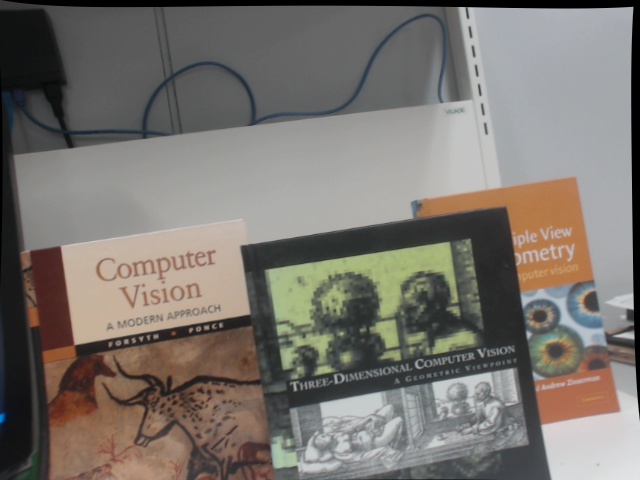 Computer
Vision
A MODERN APPROACH
FORSYTH • PONCE
THREE-DIMENSIONAL COMPUTER VISION
A GEOMETRIC VIEWPOINT
iple View
ometry
mputer vision
d Andrew Zisserman